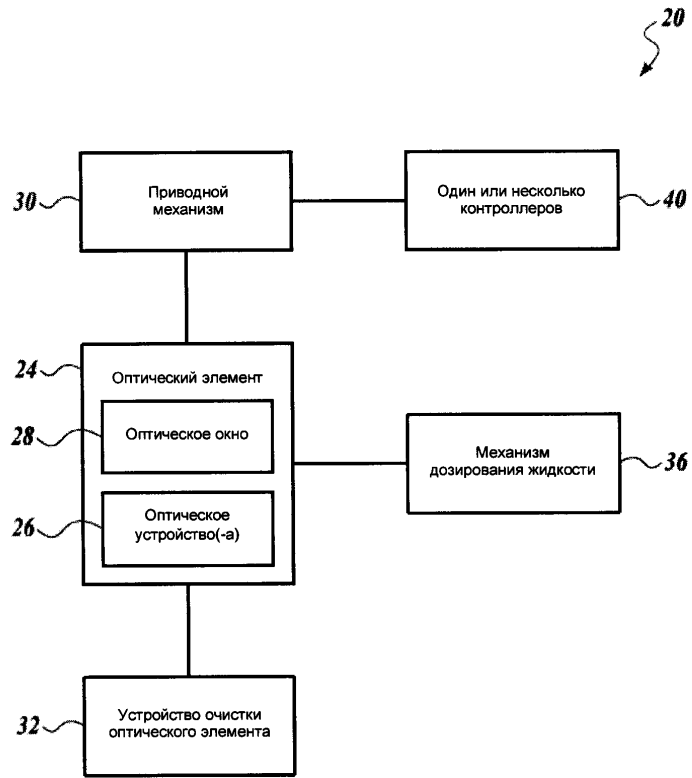 20
30
Приводной
механизм
Один или несколько
контроллеров
40
24
Оптический элемент
28
Оптическое окно
Механизм
дозирования жидкости
36
26
Оптическое
устройство(-а)
32
Устройство очистки
оптического элемента